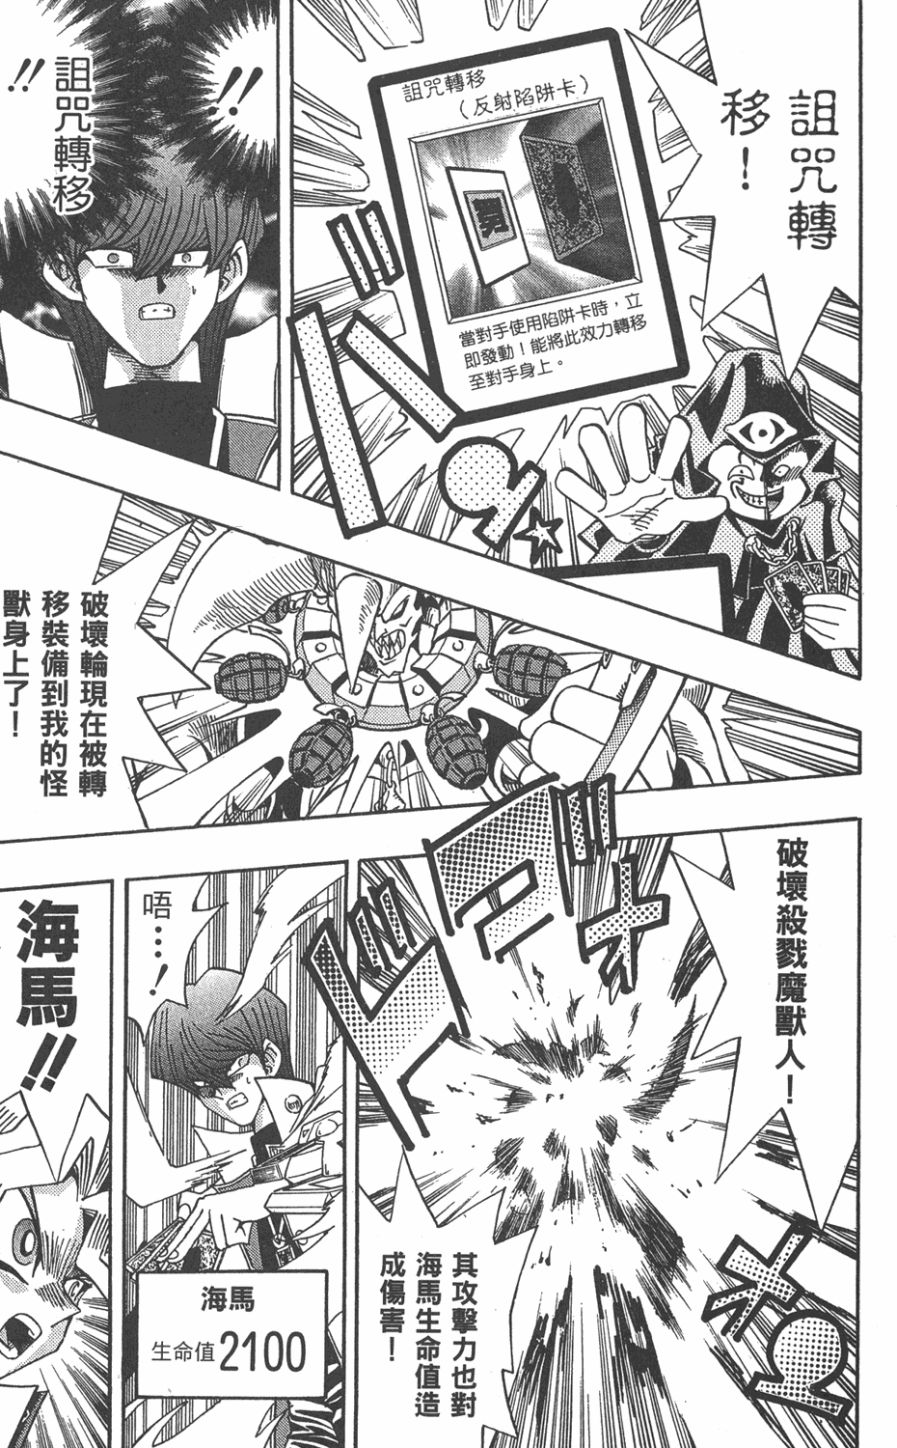 詛咒轉
移！
詛咒轉移
（反射陷阱卡）
當對手使用陷阱卡時，立
即發動！能將此效力轉移
至對手身上。
!!
詛咒轉移
!!
破壞輪現在被轉
移裝備到我的怪
獸身上了！
破壞殺戮魔獸人！
其攻擊力也對
海馬生命值造
成傷害！
唔…！
海馬
生命值2100
海馬!!